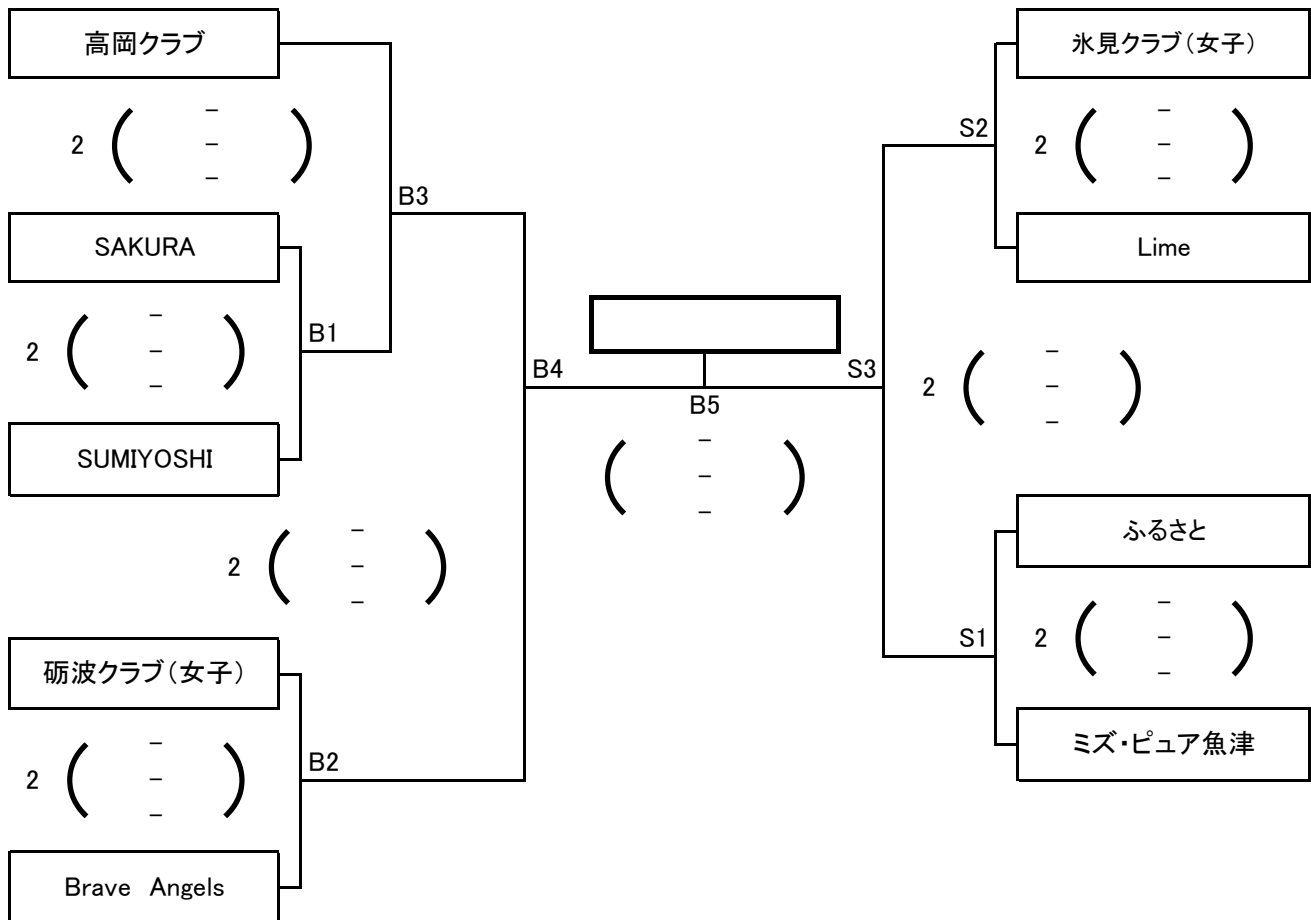 高岡クラブ
2 ( - - - )
B3
SAKURA
2 ( - - - )
B1
SUMIYOSHI
B4
2 ( - - - )
砺波クラブ（女子）
2 ( - - - )
B2
Brave Angels
B5
( - - - )
氷見クラブ（女子）
S2
2 ( - - - )
Lime
S3
2 ( - - - )
ふるさと
S1
2 ( - - - )
ミズ・ピュア魚津